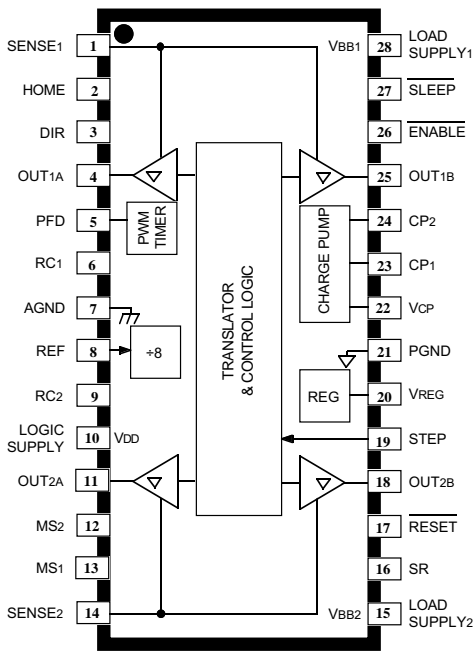 SENSE1 1
HOME 2
DIR 3
OUT1A 4
PFD 5
RC1 6
AGND 7
REF 8
RC2 9
LOGIC
SUPPLY 10 VDD
OUT2A 11
MS2 12
MS1 13
SENSE2 14
PWM
TIMER
÷8
TRANSLATOR
& CONTROL LOGIC
CHARGE PUMP
REG
VBB1 28 LOAD
SUPPLY1
27 SLEEP
26 ENABLE
25 OUT1B
24 CP2
23 CP1
22 VCP
21 PGND
20 VREG
19 STEP
18 OUT2B
17 RESET
16 SR
VBB2 15 LOAD
SUPPLY2